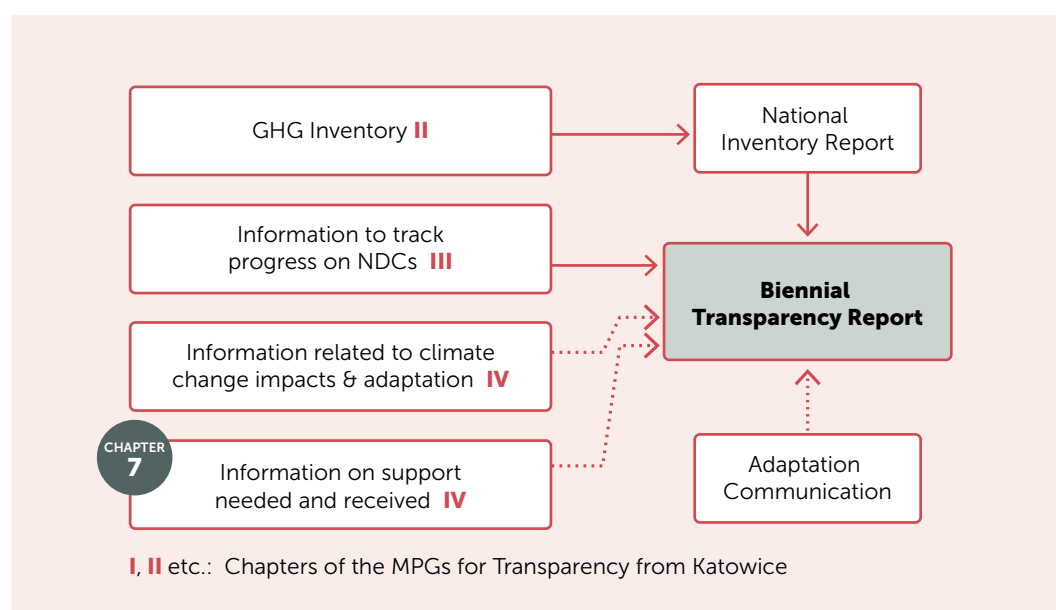 GHG Inventory II
National
Inventory Report
Information to track
progress on NDCs III
Biennial
Transparency Report
Information related to climate
change impacts & adaptation IV
CHAPTER
7
Information on support
needed and received IV
Adaptation
Communication
I, II etc.: Chapters of the MPGs for Transparency from Katowice